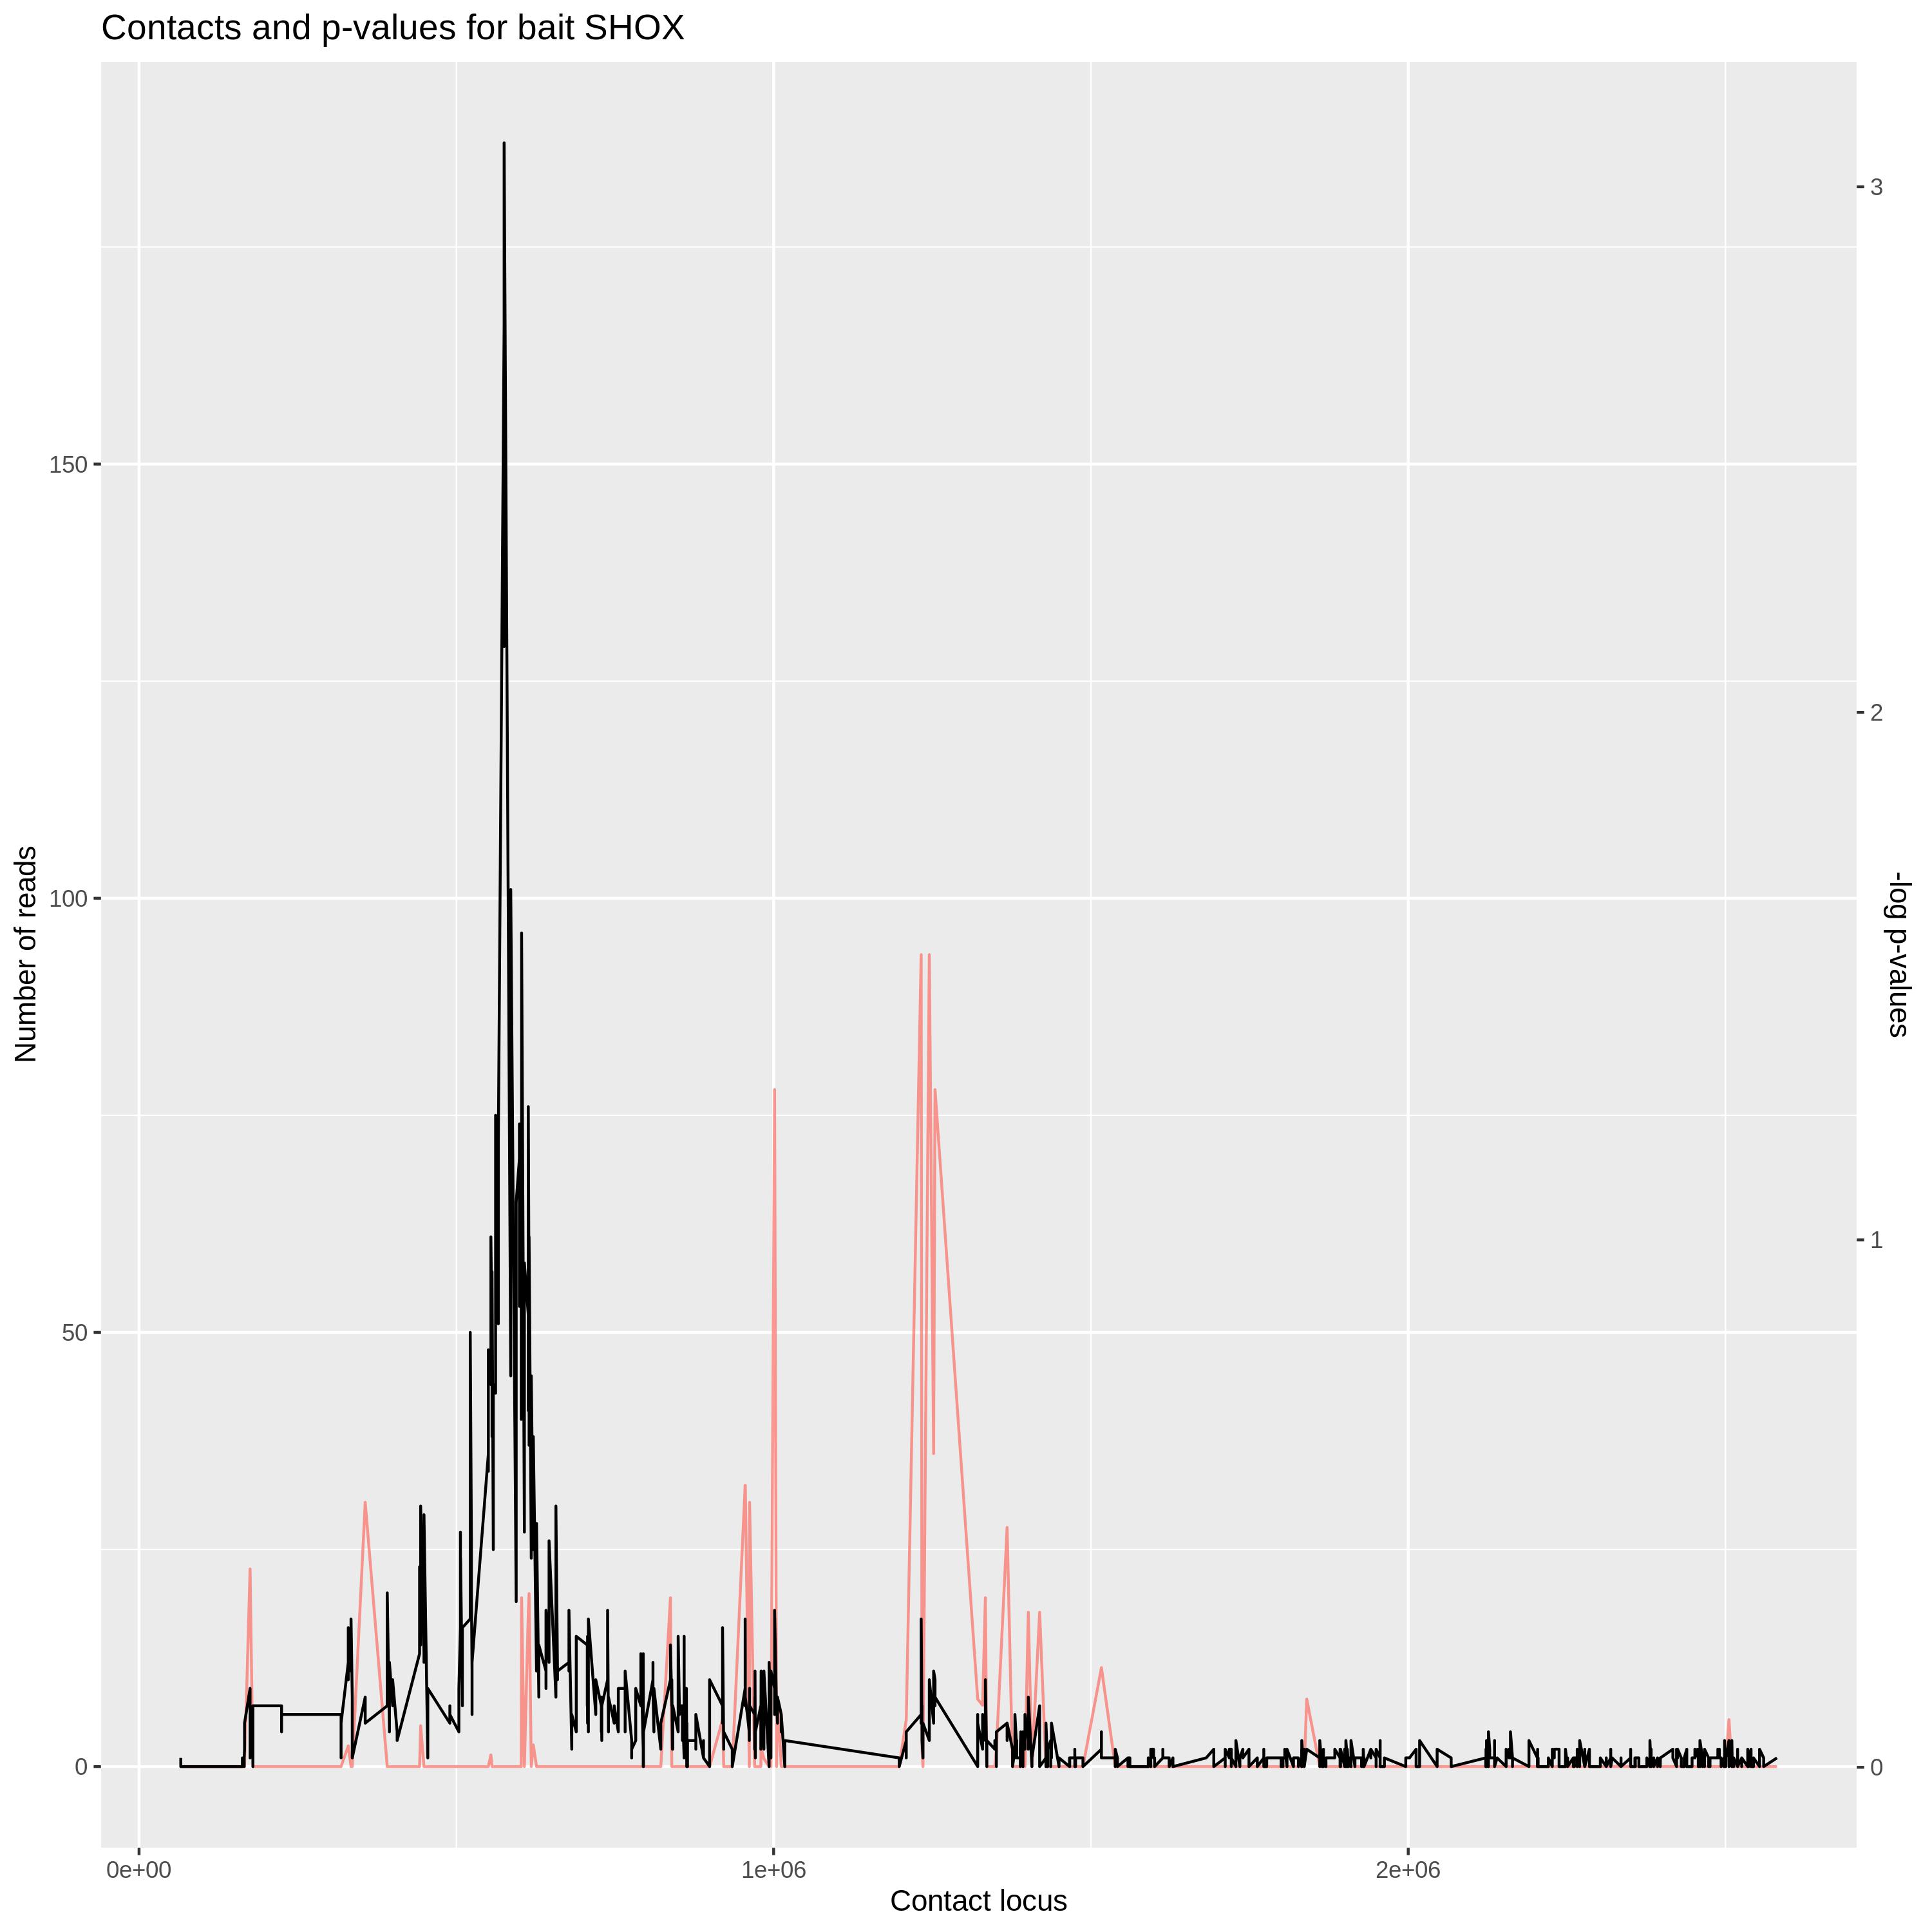 Contacts and p-values for bait SHOX
150
100
50
0
Number of reads
3
2
1
0
-log p-values
0e+00
1e+06
2e+06
Contact locus